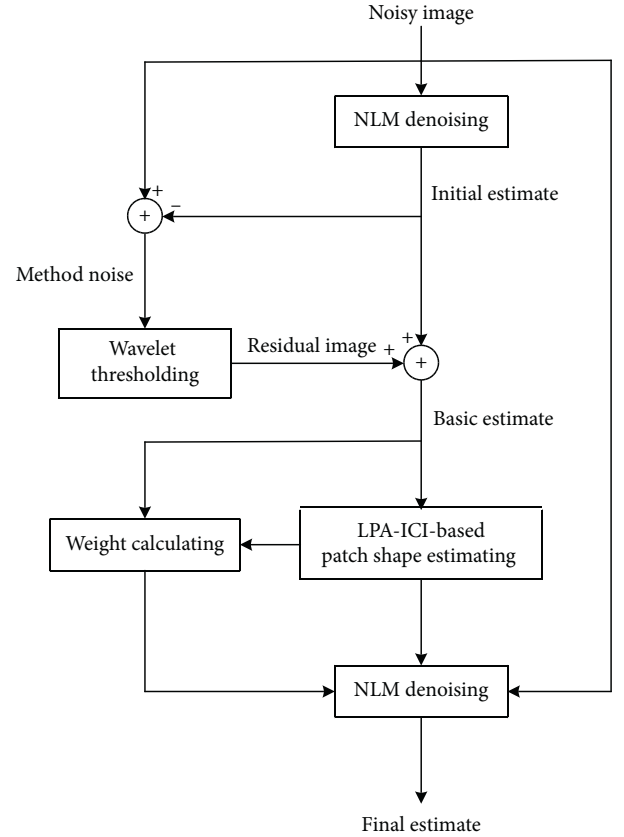 Noisy image
NLM denoising
Initial estimate
+
−
+
Method noise
Wavelet
thresholding
Residual image
+
+
+
Basic estimate
Weight calculating
LPA-ICI-based
patch shape estimating
NLM denoising
Final estimate